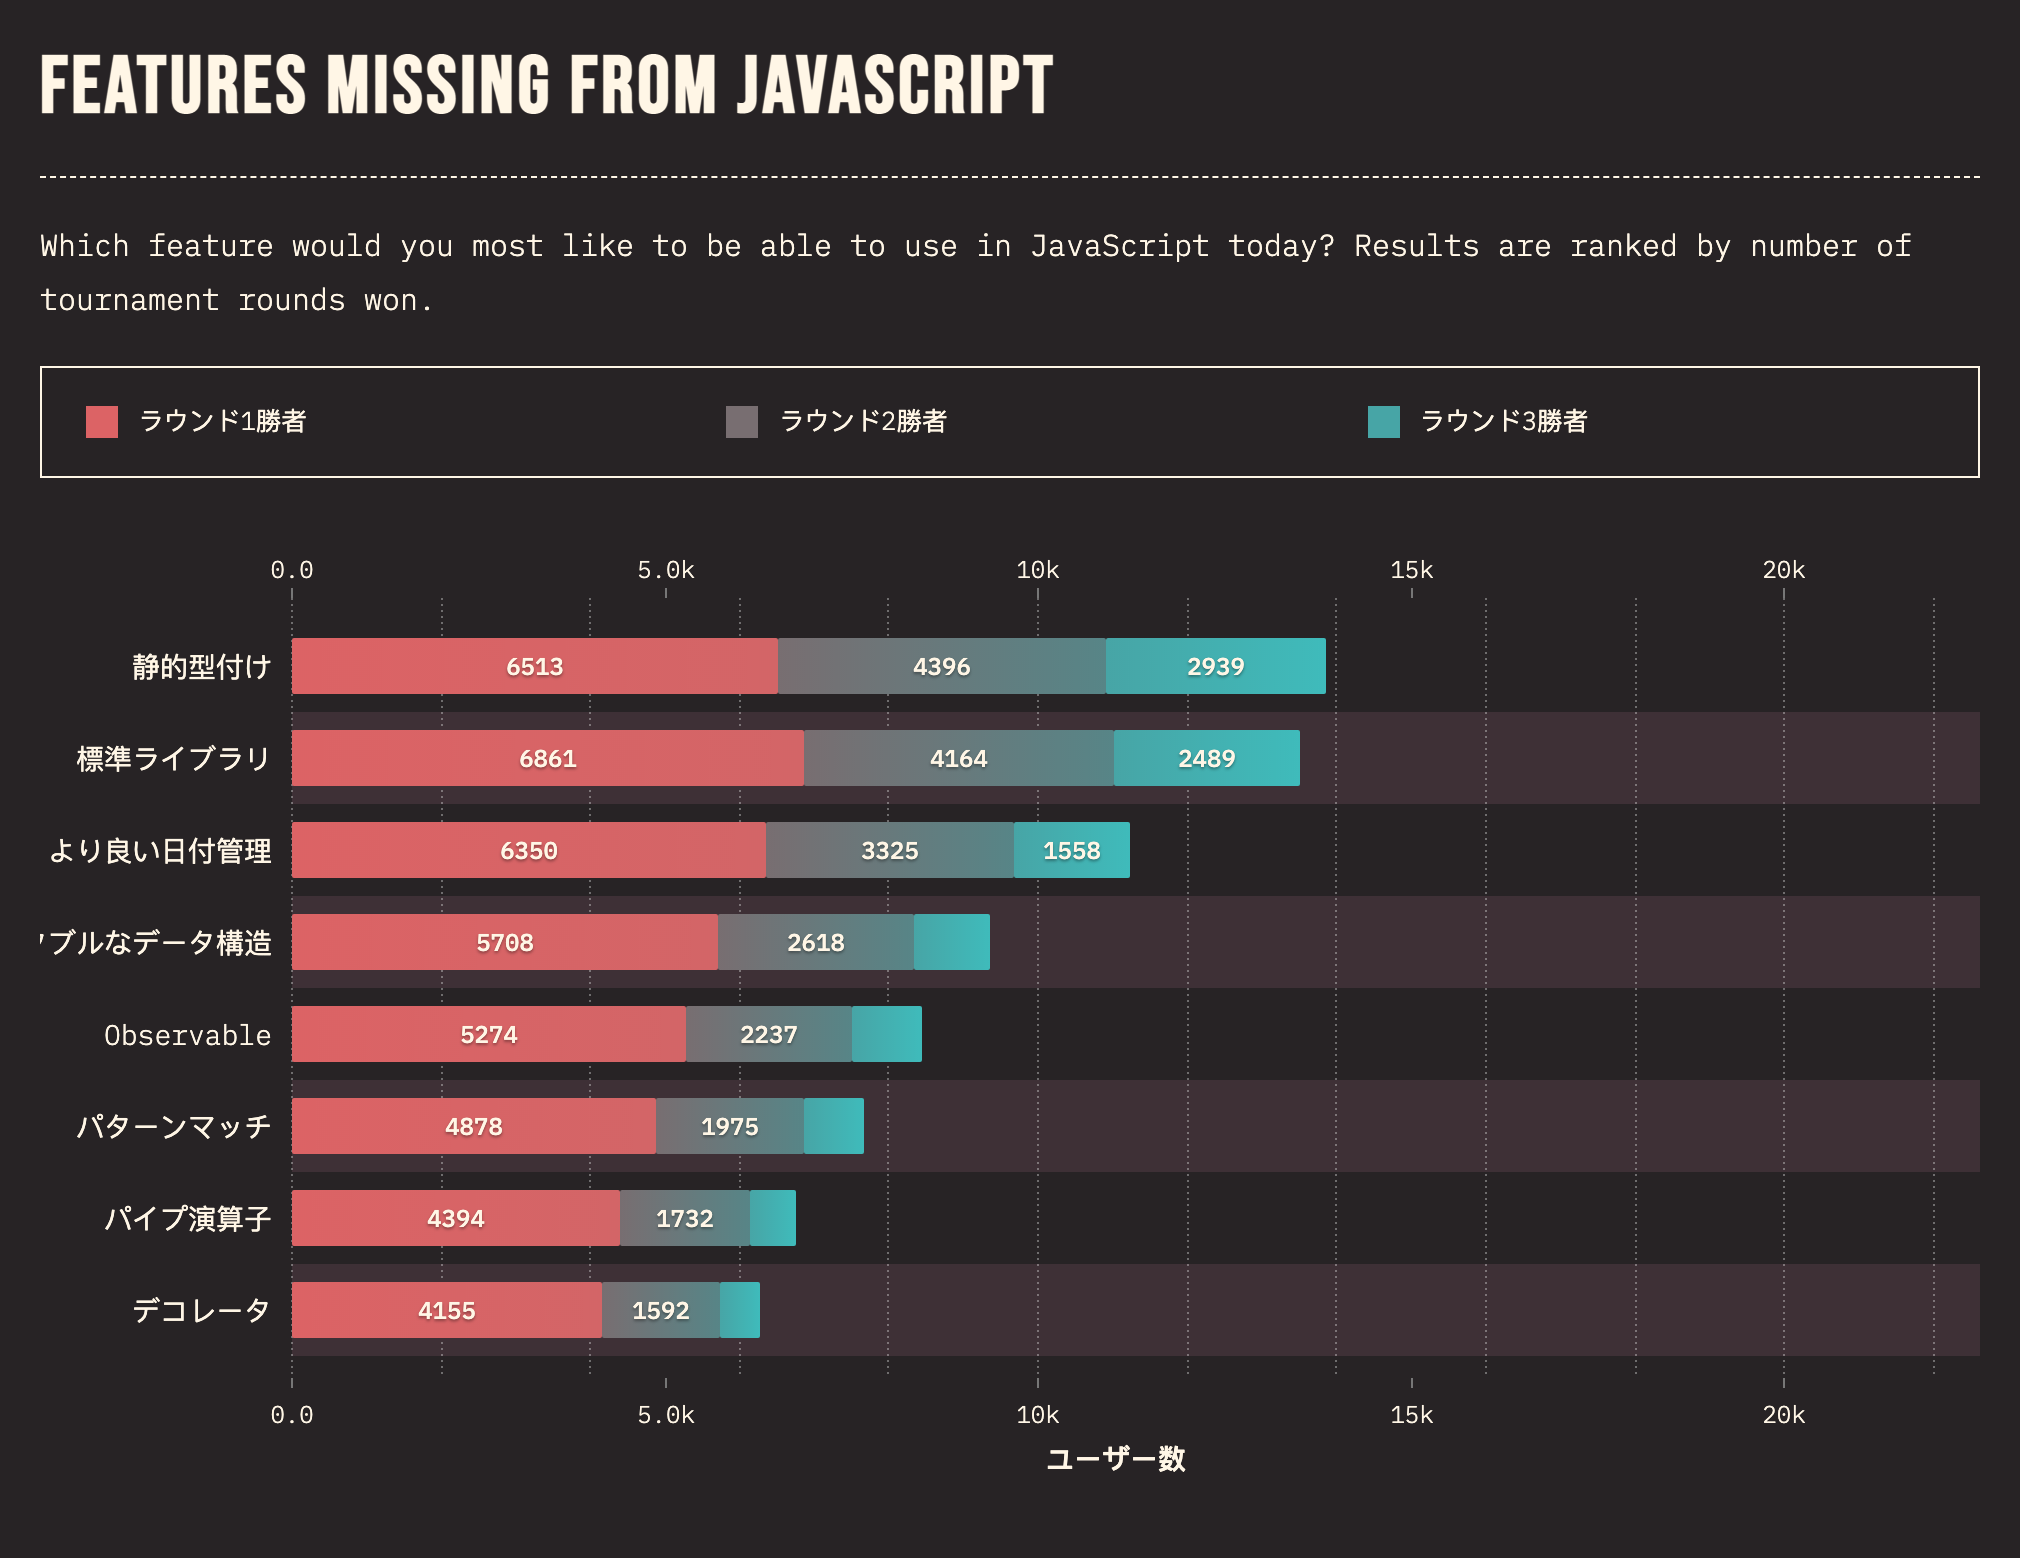 FEATURES MISSING FROM JAVASCRIPT
Which feature would you most like to be able to use in JavaScript today? Results are ranked by number of
tournament rounds won.
ラウンド1勝者 ラウンド2勝者 ラウンド3勝者
0.0 5.0k 10k 15k 20k
静的型付け 6513 4396 2939
標準ライブラリ 6861 4164 2489
より良い日付管理 6350 3325 1558
ブルなデータ構造 5708 2618
Observable 5274 2237
パターンマッチ 4878 1975
パイプ演算子 4394 1732
デコレータ 4155 1592
0.0 5.0k 10k 15k 20k
ユーザー数